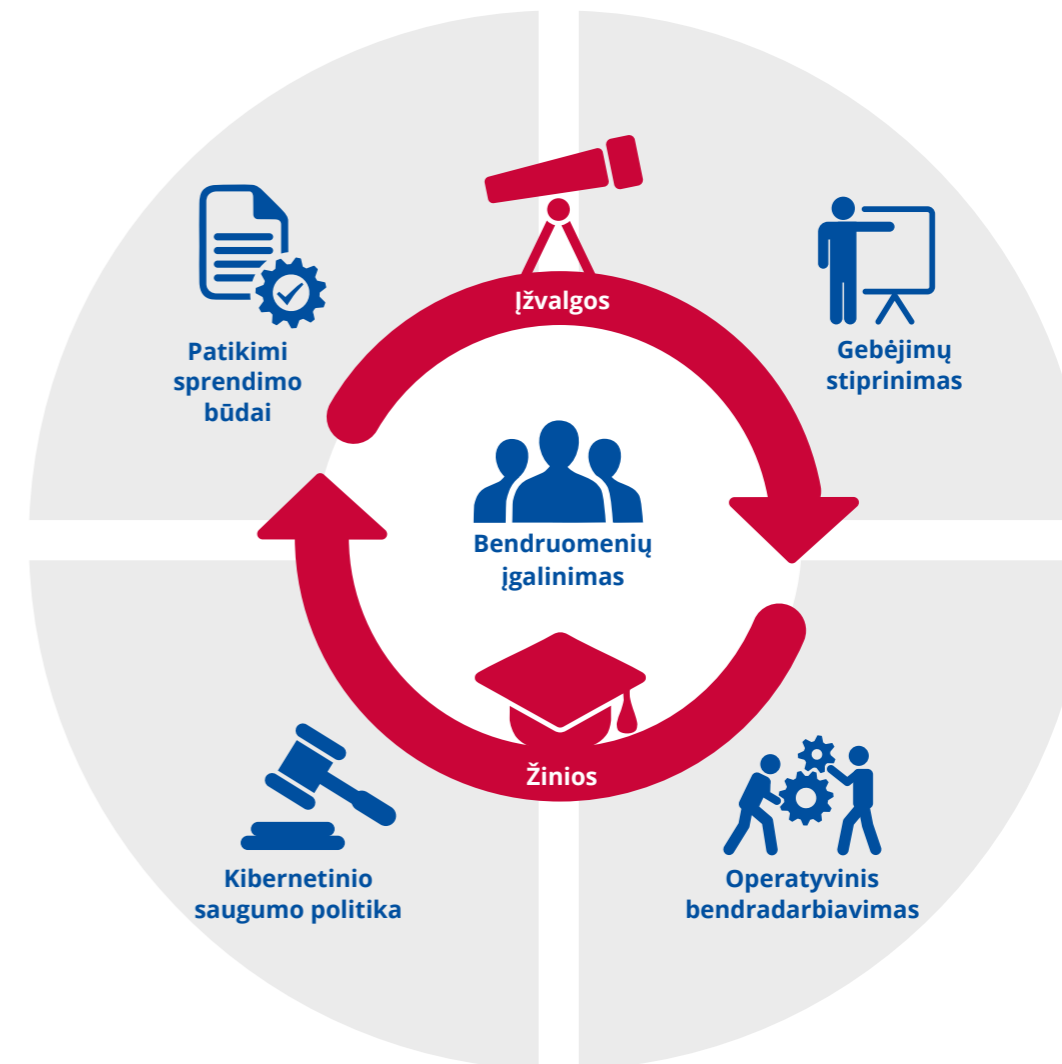 Įžvalgos
Patikimi
sprendimo
būdai
Gebėjimų
stiprinimas
Bendruomenių
įgalinimas
Žinios
Kibernetinio
saugumo politika
Operatyvinis
bendradarbiavimas